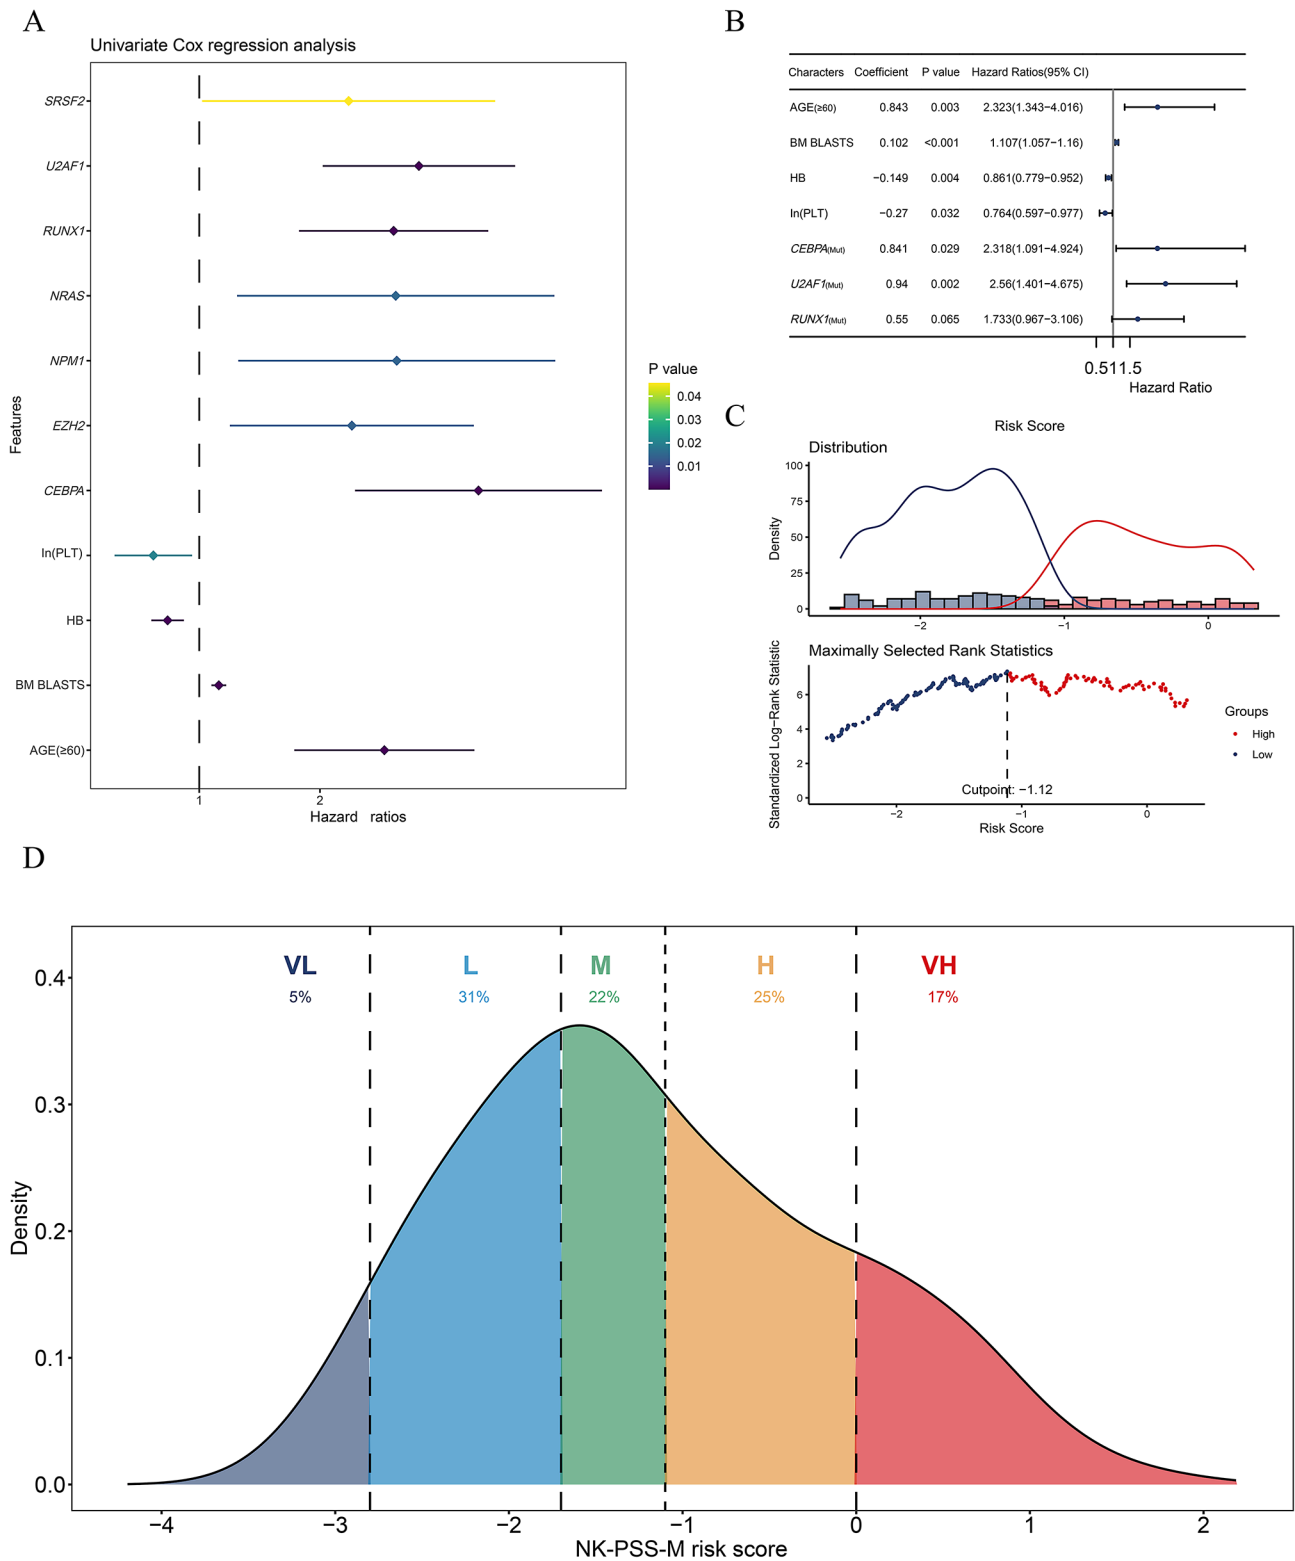 A
Univariate Cox regression analysis
SRSF2
U2AF1
RUNX1
NRAS
NPM1
EZH2
CEBPA
ln(PLT)
HB
BM BLASTS
AGE(≥60)
Features
1 2
Hazard ratios
P value
0.04
0.03
0.02
0.01
B
Characters Coefficient P value Hazard Ratios(95% CI)
AGE(≥60) 0.843 0.003 2.323(1.343−4.016)
BM BLASTS 0.102 <0.001 1.107(1.057−1.16)
HB −0.149 0.004 0.861(0.779−0.952)
ln(PLT) −0.27 0.032 0.764(0.597−0.977)
CEBPA(Mut) 0.841 0.029 2.318(1.091−4.924)
U2AF1(Mut) 0.94 0.002 2.56(1.401−4.675)
RUNX1(Mut) 0.55 0.065 1.733(0.967−3.106)
0.511.5
Hazard Ratio
C
Risk Score
Distribution
100
75
50
25
0
Density
−2 −1 0
Maximally Selected Rank Statistics
6
4
2
0
Standardized Log−Rank Statistic
Cutpoint: −1.12
−2 −1 0
Risk Score
Groups
High
Low
D
VL L M H VH
5% 31% 22% 25% 17%
0.4
0.3
0.2
0.1
0.0
Density
−4 −3 −2 −1 0 1 2
NK-PSS-M risk score